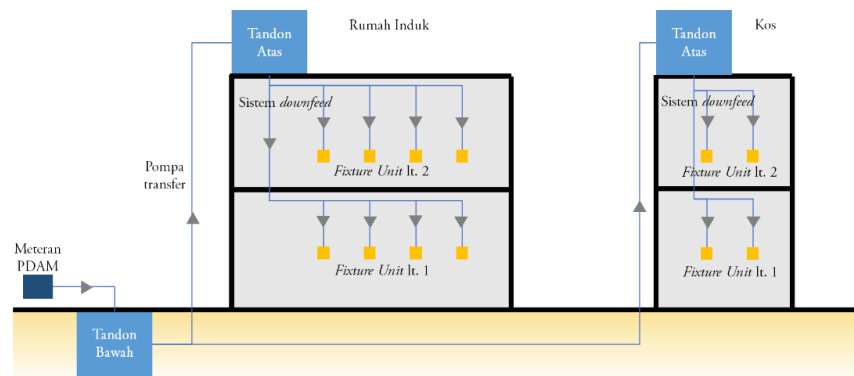 Tandon
Atas
Rumah Induk
Tandon
Atas
Kos
Sistem downfeed
Sistem downfeed
Pompa
transfer
Fixture Unit lt. 2
Fixture Unit lt. 2
Meteran
PDAM
Fixture Unit lt. 1
Fixture Unit lt. 1
Tandon
Bawah